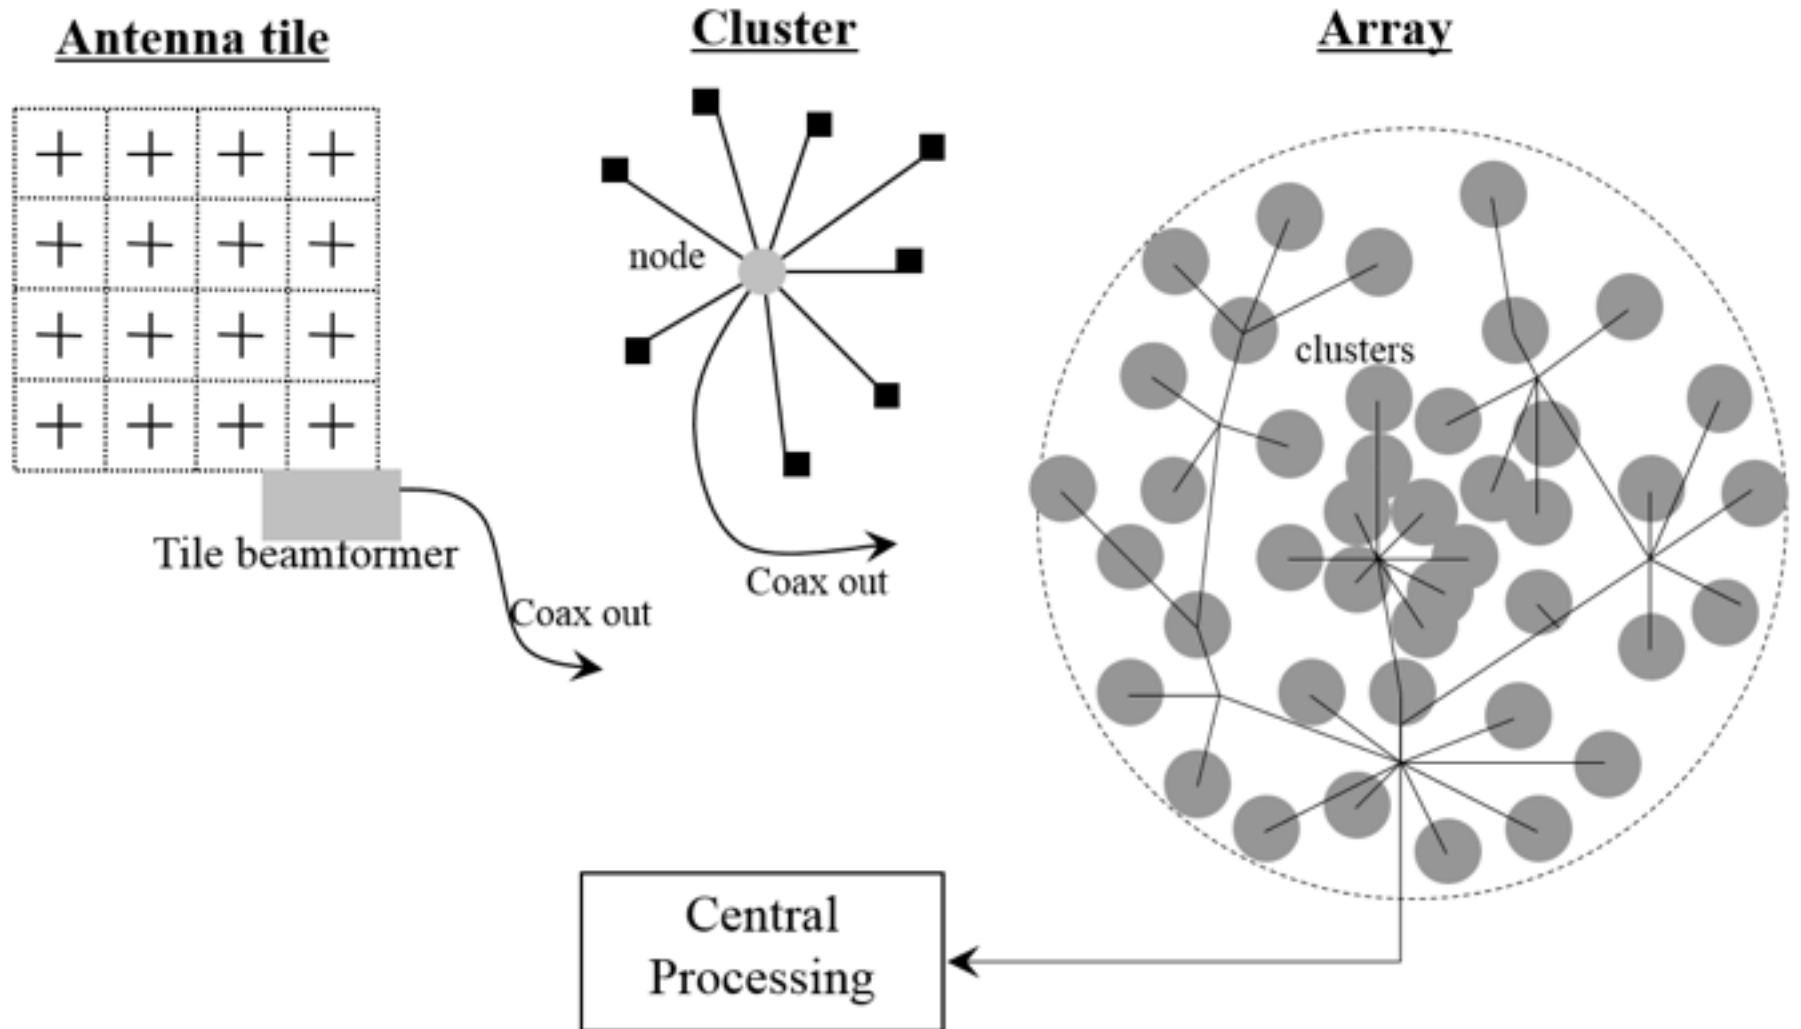 Antenna tile
Cluster
Array
node
clusters
Tile beamformer
Coax out
Coax out
Central
Processing